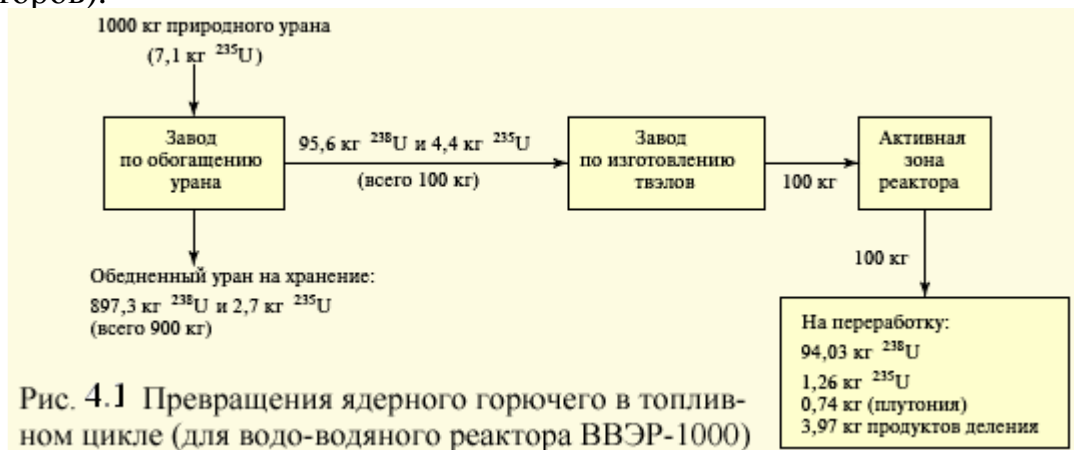 торов).
1000 кг природного урана
(7,1 кг ²³⁵U)
Завод
по обогащению
урана
95,6 кг ²³⁸U и 4,4 кг ²³⁵U
(всего 100 кг)
Завод
по изготовлению
твэлов
100 кг
Активная
зона
реактора
100 кг
Обедненный уран на хранение:
897,3 кг ²³⁸U и 2,7 кг ²³⁵U
(всего 900 кг)
На переработку:
94,03 кг ²³⁸U
1,26 кг ²³⁵U
0,74 кг (плутония)
3,97 кг продуктов деления
Рис. 4.1 Превращения ядерного горючего в топлив-
ном цикле (для водо-водяного реактора ВВЭР-1000)